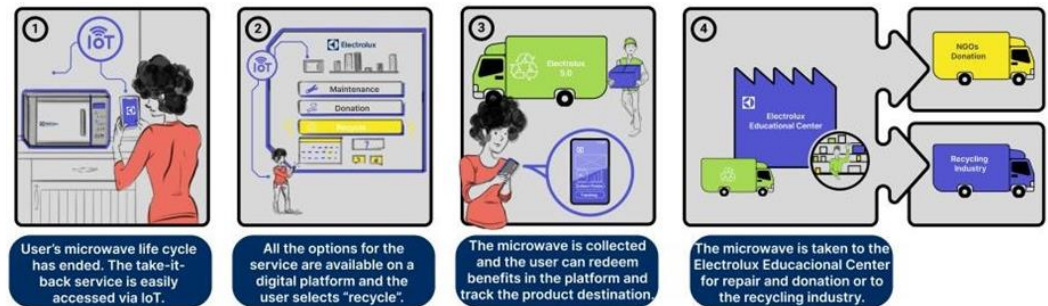 1
IoT
User's microwave life cycle
has ended. The take-it-
back service is easily
accessed via IoT.
2
IoT
Electrolux
Maintenance
Donation
Recycle
All the options for the
service are available on a
digital platform and the
user selects “recycle”.
3
Electrolux
5.0
Tracking
The microwave is collected
and the user can redeem
benefits in the platform and
track the product destination.
4
Electrolux
Educational Center
NGOs
Donation
Recycling
Industry
The microwave is taken to the
Electrolux Educacional Center
for repair and donation or to
the recycling industry.